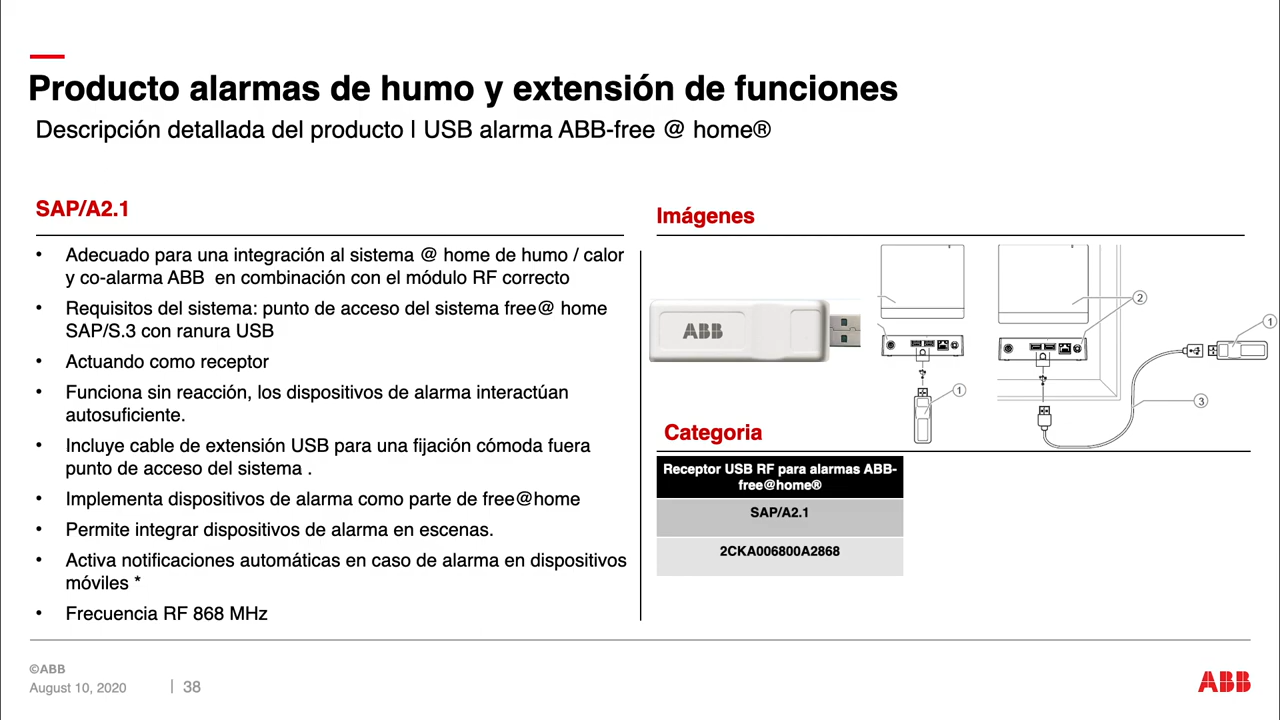 Producto alarmas de humo y extensión de funciones
Descripción detallada del producto | USB alarma ABB-free @ home®
SAP/A2.1
• Adecuado para una integración al sistema @ home de humo / calor
y co-alarma ABB  en combinación con el módulo RF correcto
• Requisitos del sistema: punto de acceso del sistema free@ home
SAP/S.3 con ranura USB
• Actuando como receptor
• Funciona sin reacción, los dispositivos de alarma interactúan
autosuficiente.
• Incluye cable de extensión USB para una fijación cómoda fuera
punto de acceso del sistema .
• Implementa dispositivos de alarma como parte de free@home
• Permite integrar dispositivos de alarma en escenas.
• Activa notificaciones automáticas en caso de alarma en dispositivos
móviles *
• Frecuencia RF 868 MHz
Imágenes
ABB
1
2
1
3
Categoria
Receptor USB RF para alarmas ABB-
free@home®
SAP/A2.1
2CKA006800A2868
©ABB
August 10, 2020
| 38
ABB